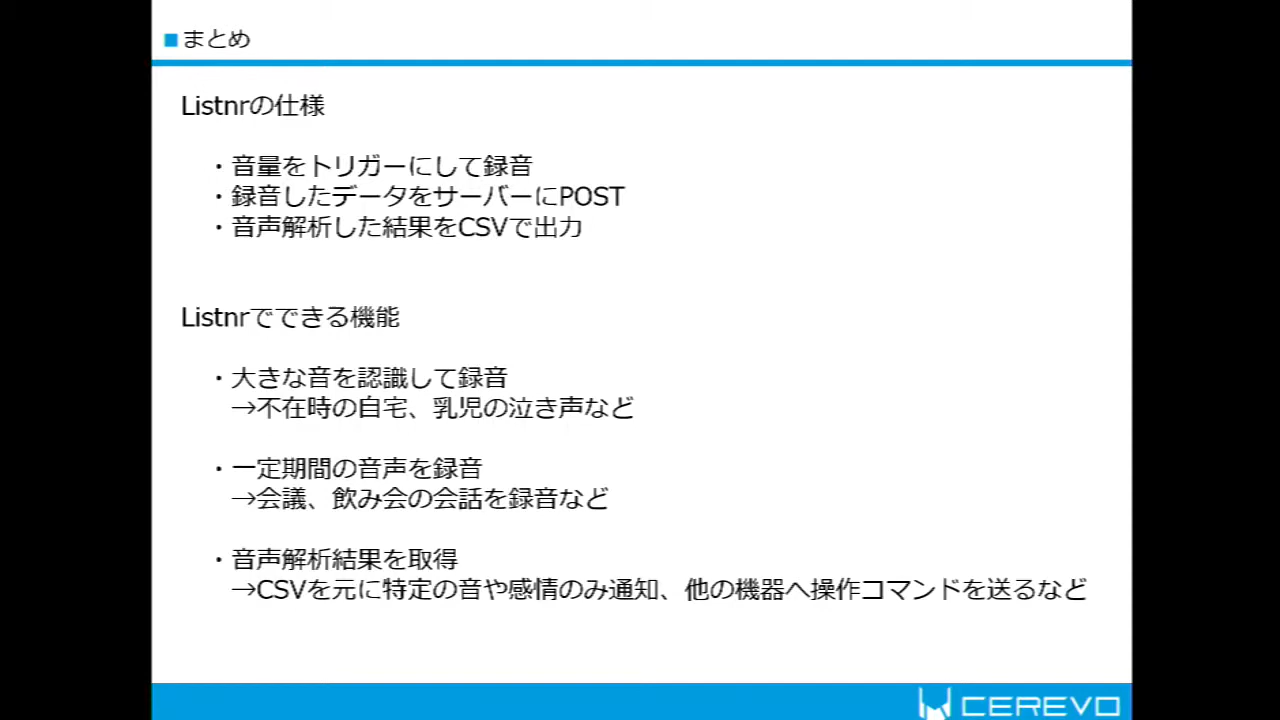 ■まとめ
Listnrの仕様
・音量をトリガーにして録音
・録音したデータをサーバーにPOST
・音声解析した結果をCSVで出力
Listnrでできる機能
・大きな音を認識して録音
→不在時の自宅、乳児の泣き声など
・一定期間の音声を録音
→会議、飲み会の会話を録音など
・音声解析結果を取得
→CSVを元に特定の音や感情のみ通知、他の機器へ操作コマンドを送るなど
CEREVO